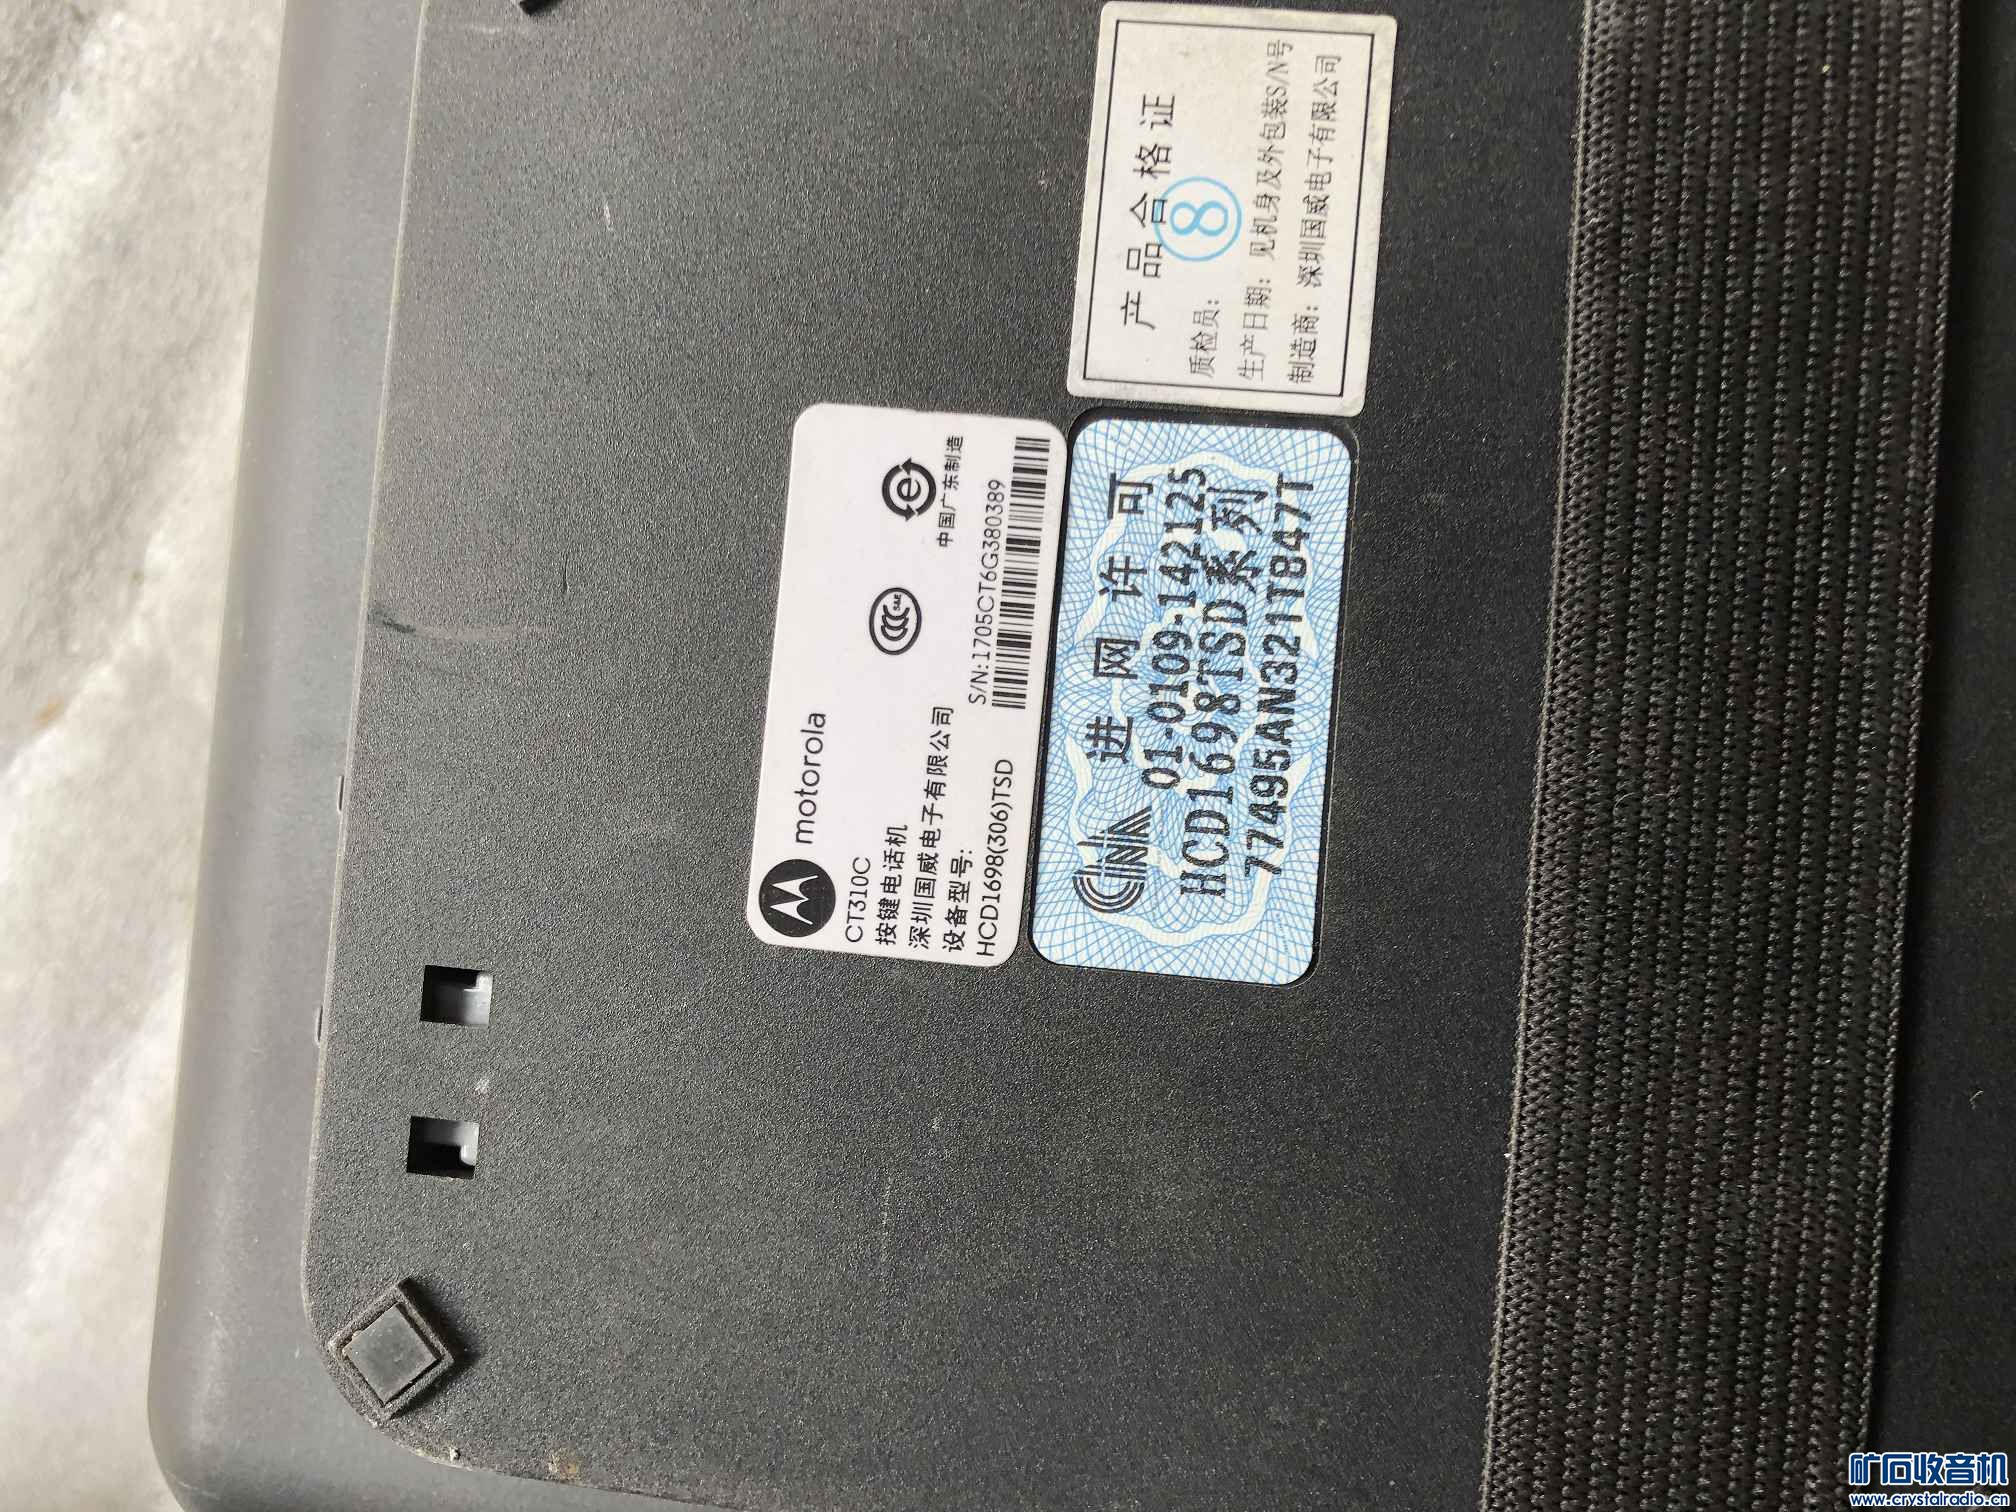 motorola
CT310C
按键电话机
深圳国威电子有限公司
设备型号:
HCD1698(306)TSD
中国广东制造
S/N:1705CT6G380389
进网许可
01-0109-142125
HCD1698TSD系列
77495AN321T847T
产品合格证
质检员: 8
生产日期: 见机身及外包装S/N号
制造商: 深圳国威电子有限公司
矿石收音机
www.crystalradio.cn